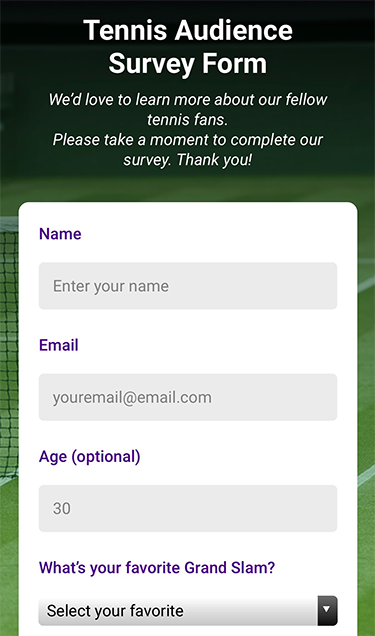 Tennis Audience
Survey Form
We’d love to learn more about our fellow
tennis fans.
Please take a moment to complete our
survey. Thank you!
Name
Enter your name
Email
youremail@email.com
Age (optional)
30
What’s your favorite Grand Slam?
Select your favorite